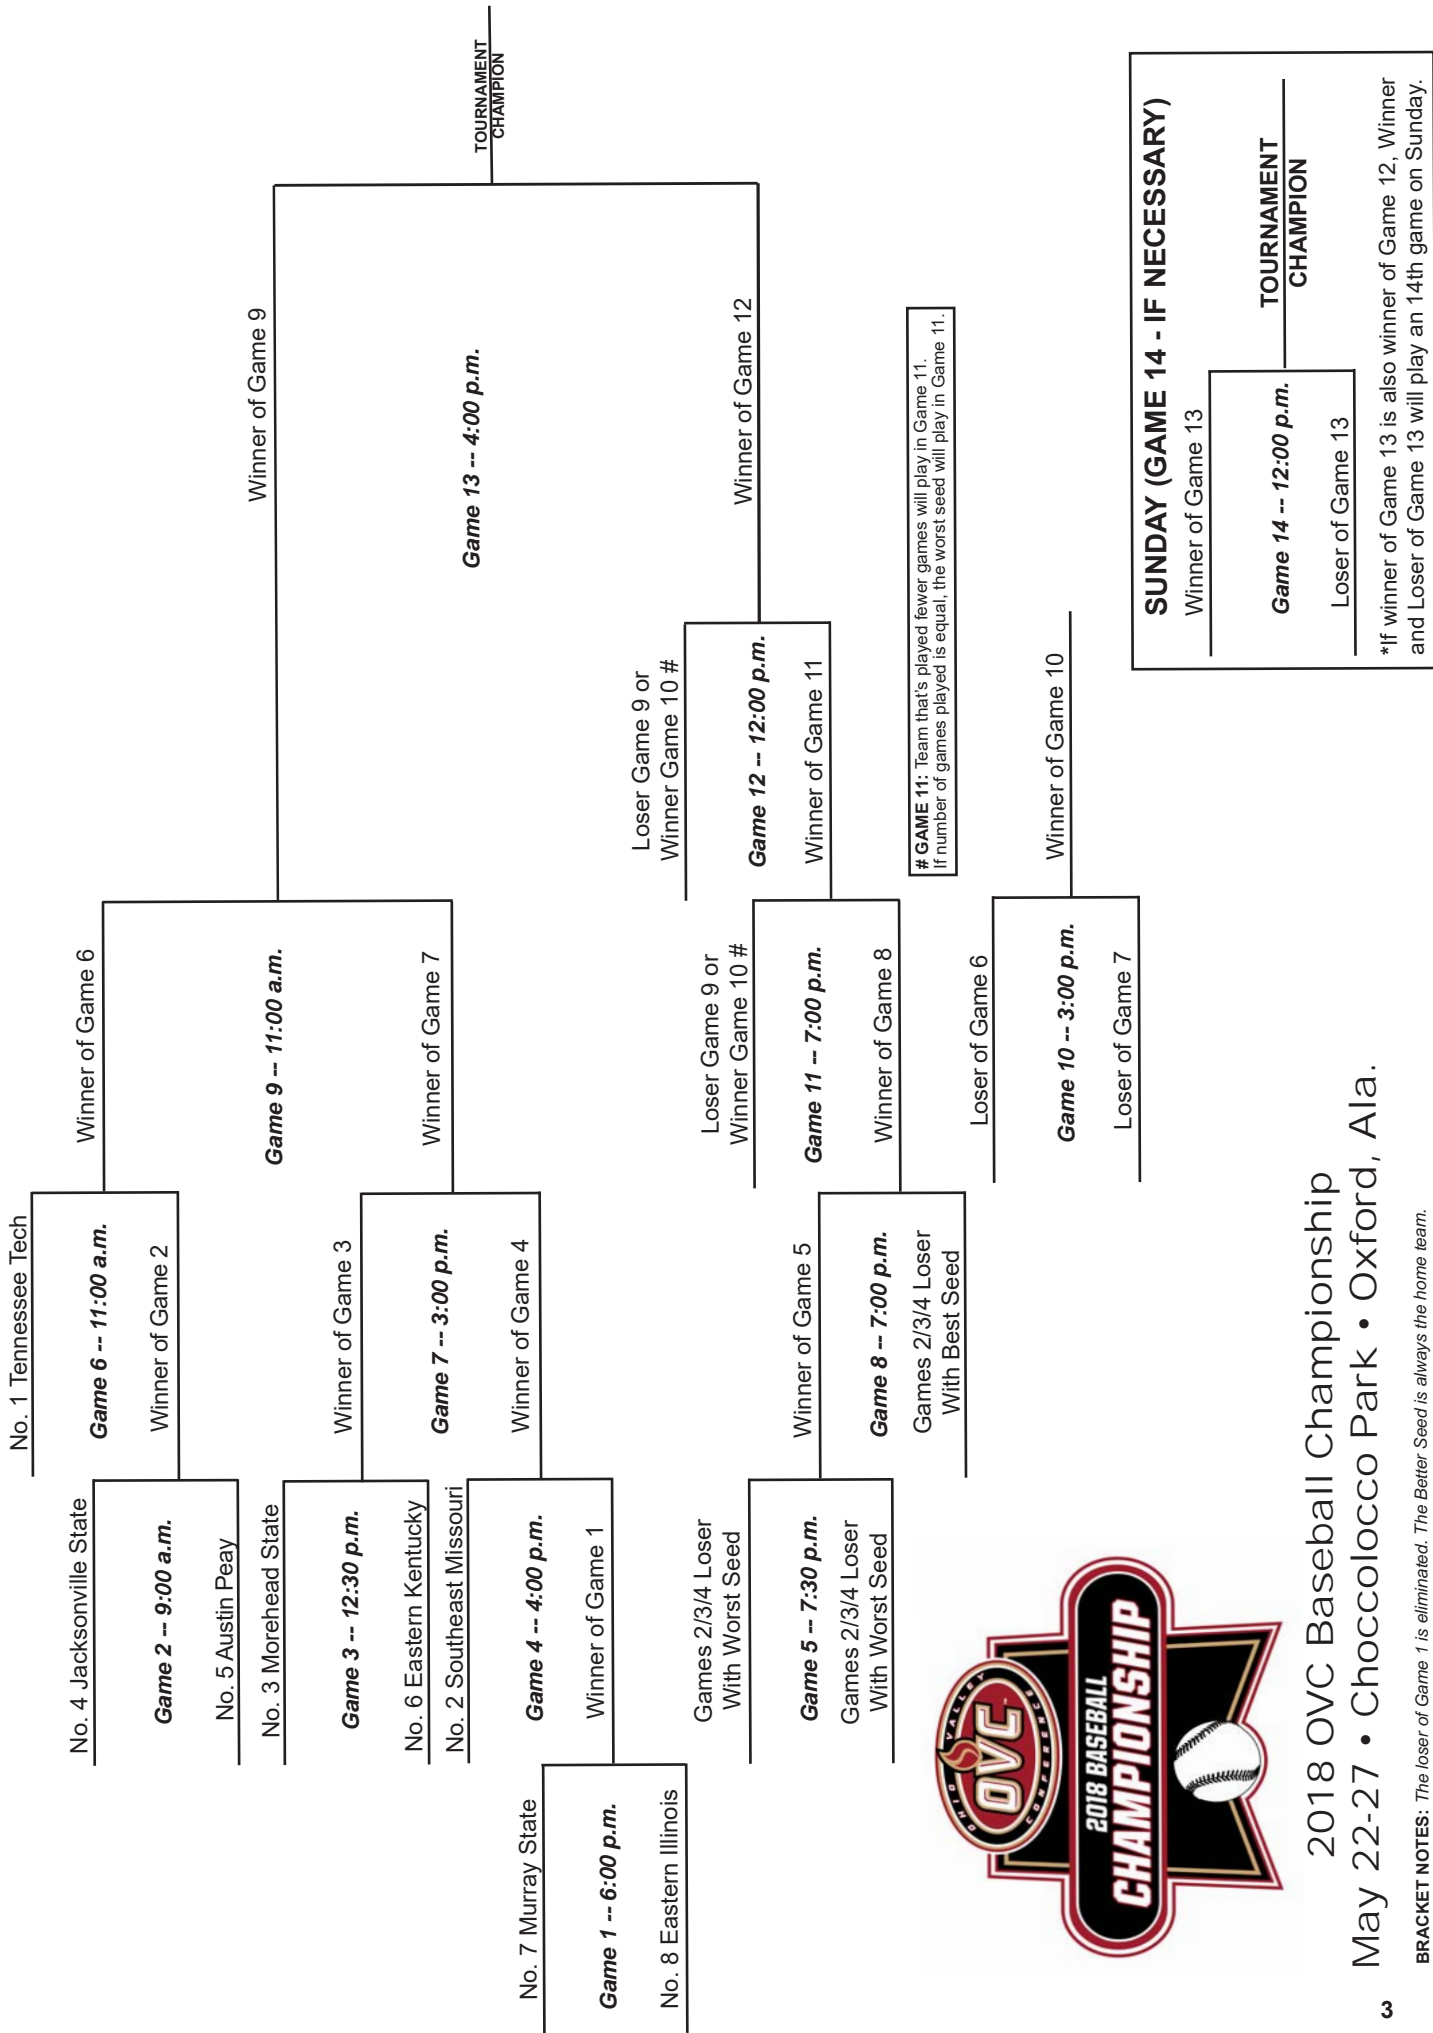 No. 1 Tennessee Tech
Game 6 -- 11:00 a.m.
Winner of Game 2
No. 4 Jacksonville State
Game 2 -- 9:00 a.m.
No. 5 Austin Peay
No. 3 Morehead State
Game 3 -- 12:30 p.m.
No. 6 Eastern Kentucky
No. 2 Southeast Missouri
Game 4 -- 4:00 p.m.
Winner of Game 1
No. 7 Murray State
Game 1 -- 6:00 p.m.
No. 8 Eastern Illinois
Winner of Game 3
Game 7 -- 3:00 p.m.
Winner of Game 4
Winner of Game 6
Game 9 -- 11:00 a.m.
Winner of Game 7
Winner of Game 9
Game 13 -- 4:00 p.m.
Winner of Game 12
TOURNAMENT
CHAMPION
Games 2/3/4 Loser
With Worst Seed
Game 5 -- 7:30 p.m.
Games 2/3/4 Loser
With Worst Seed
Winner of Game 5
Game 8 -- 7:00 p.m.
Games 2/3/4 Loser
With Best Seed
Loser Game 9 or
Winner Game 10 #
Game 11 -- 7:00 p.m.
Winner of Game 8
Loser Game 9 or
Winner Game 10 #
Game 12 -- 12:00 p.m.
Winner of Game 11
# GAME 11: Team that's played fewer games will play in Game 11.
If number of games played is equal, the worst seed will play in Game 11.
Loser of Game 6
Game 10 -- 3:00 p.m.
Loser of Game 7
Winner of Game 10
SUNDAY (GAME 14 - IF NECESSARY)
Winner of Game 13
Game 14 -- 12:00 p.m.
Loser of Game 13
TOURNAMENT
CHAMPION
*If winner of Game 13 is also winner of Game 12, Winner
and Loser of Game 13 will play an 14th game on Sunday.
OHIO VALLEY
OVC
CONFERENCE
2018 BASEBALL
CHAMPIONSHIP
2018 OVC Baseball Championship
May 22-27 • Choccolocco Park • Oxford, Ala.
BRACKET NOTES: The loser of Game 1 is eliminated. The Better Seed is always the home team.
3